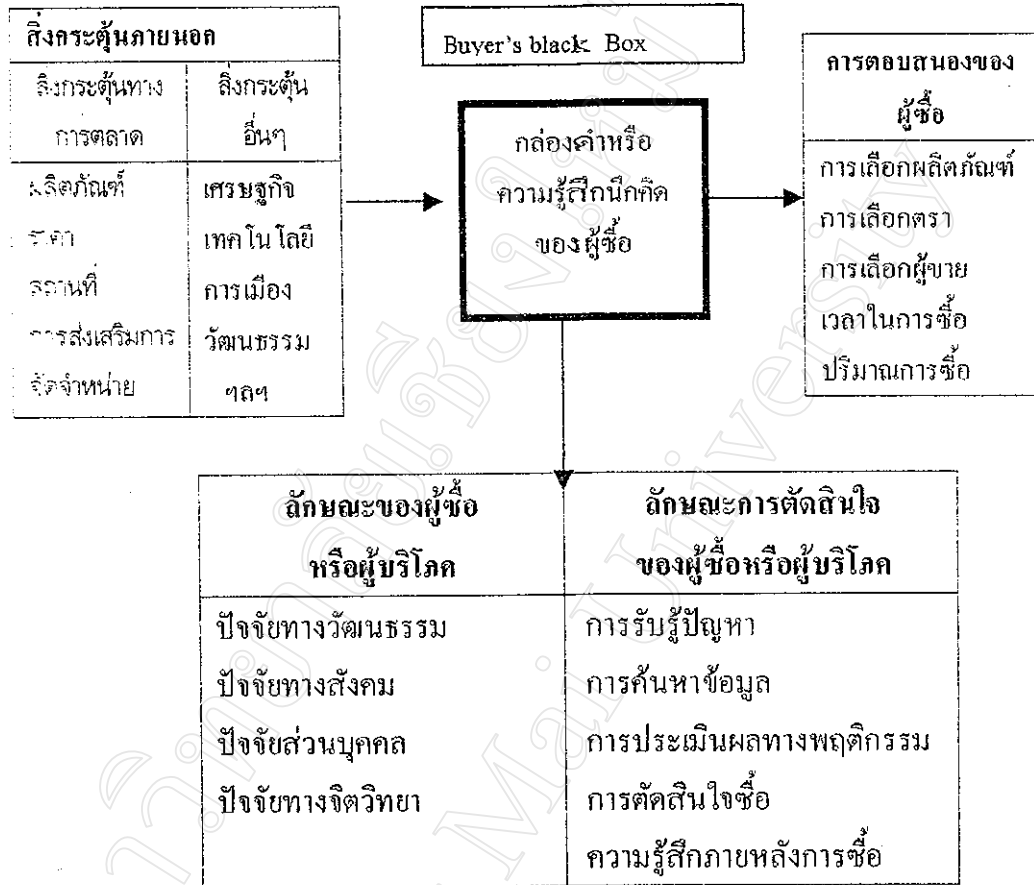 สิ่งกระตุ้นภายนอก
สิ่งกระตุ้นทาง
การตลาด
สิ่งกระตุ้น
อื่นๆ
ผลิตภัณฑ์
ราคา
สถานที่
การส่งเสริมการ
จัดจำหน่าย
เศรษฐกิจ
เทคโนโลยี
การเมือง
วัฒนธรรม
ฯลฯ
Buyer's black Box
กล่องดำหรือ
ความรู้สึกนึกคิด
ของผู้ซื้อ
การตอบสนองของ
ผู้ซื้อ
การเลือกผลิตภัณฑ์
การเลือกตรา
การเลือกผู้ขาย
เวลาในการซื้อ
ปริมาณการซื้อ
ลักษณะของผู้ซื้อ
หรือผู้บริโภค
ปัจจัยทางวัฒนธรรม
ปัจจัยทางสังคม
ปัจจัยส่วนบุคคล
ปัจจัยทางจิตวิทยา
ลักษณะการตัดสินใจ
ของผู้ซื้อหรือผู้บริโภค
การรับรู้ปัญหา
การค้นหาข้อมูล
การประเมินผลทางพฤติกรรม
การตัดสินใจซื้อ
ความรู้สึกภายหลังการซื้อ
Mai University